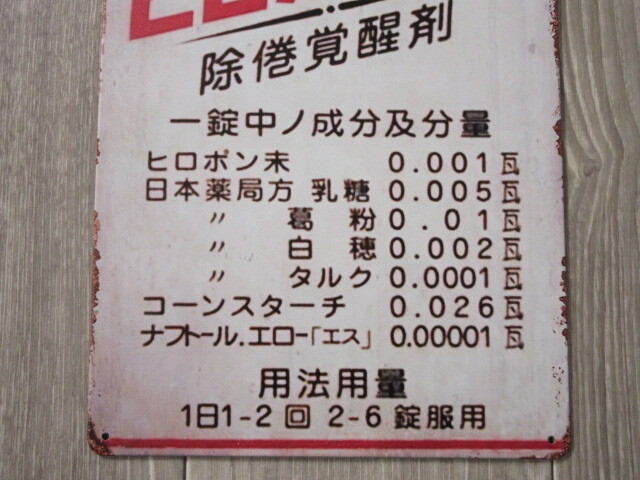 除倦覚醒剤
一錠中ノ成分及分量
ヒロポン末 0.001瓦
日本薬局方 乳糖 0.005瓦
〃 葛粉 0.01瓦
〃 白穂 0.002瓦
〃 タルク 0.0001瓦
コーンスターチ 0.026瓦
ナフトール.エロー「エス」 0.00001瓦
用法用量
1日1-2回 2-6錠服用